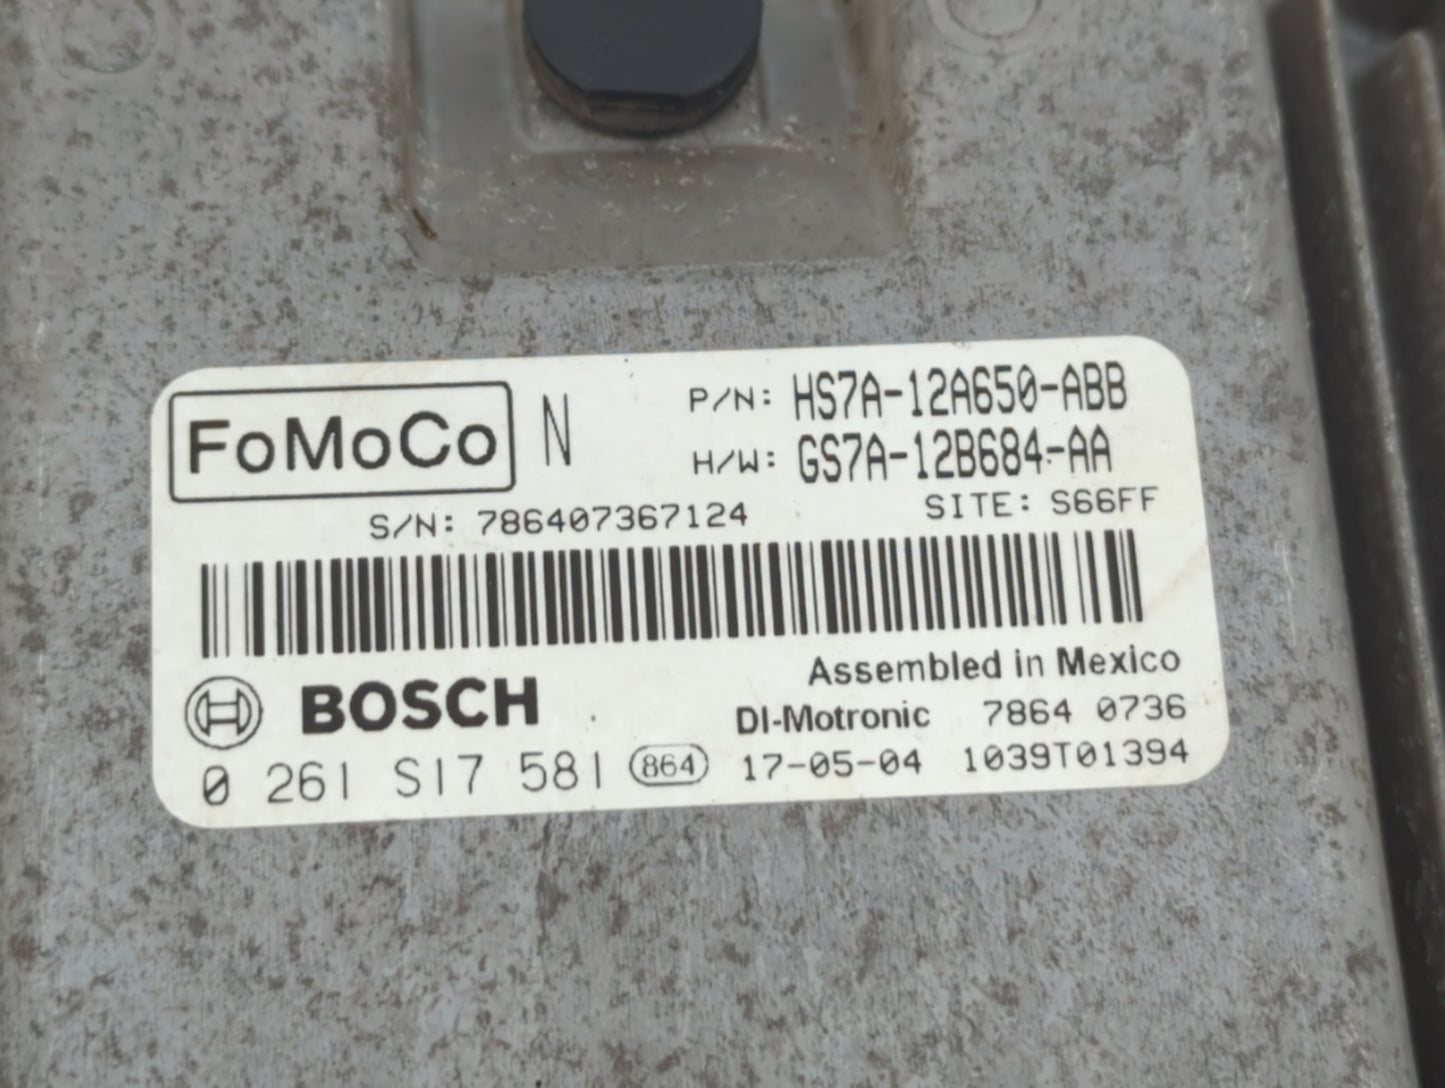 FoMoCo N P/N: HS7A-12A650-ABB
H/W: GS7A-12B684-AA
S/N: 786407367124 SITE: S66FF
Assembled in Mexico
BOSCH DI-Motronic 7864 0736
0 261 S17 581 864 17-05-04 1039T01394